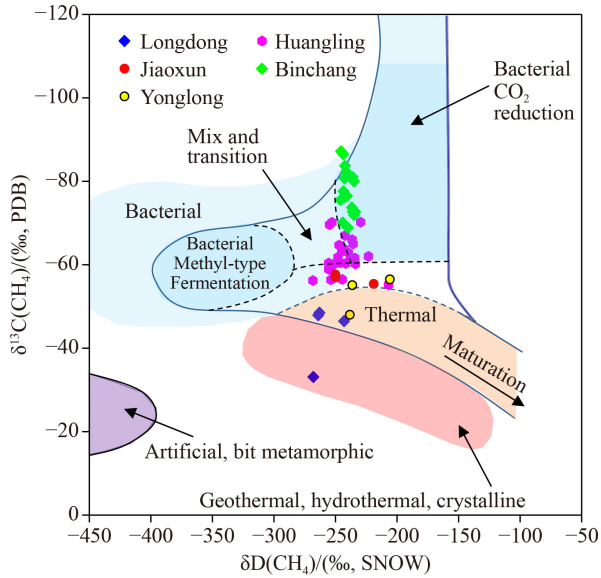 −120
−100
−80
−60
−40
−20
0
δ¹³C(CH₄)/(‰, PDB)
Longdong
Huangling
Jiaoxun
Binchang
Yonglong
Bacterial
CO₂
reduction
Mix and
transition
Bacterial
Bacterial
Methyl-type
Fermentation
Thermal
Maturation
Artificial, bit metamorphic
Geothermal, hydrothermal, crystalline
−450
−400
−350
−300
−250
−200
−150
−100
−50
δD(CH₄)/(‰, SNOW)